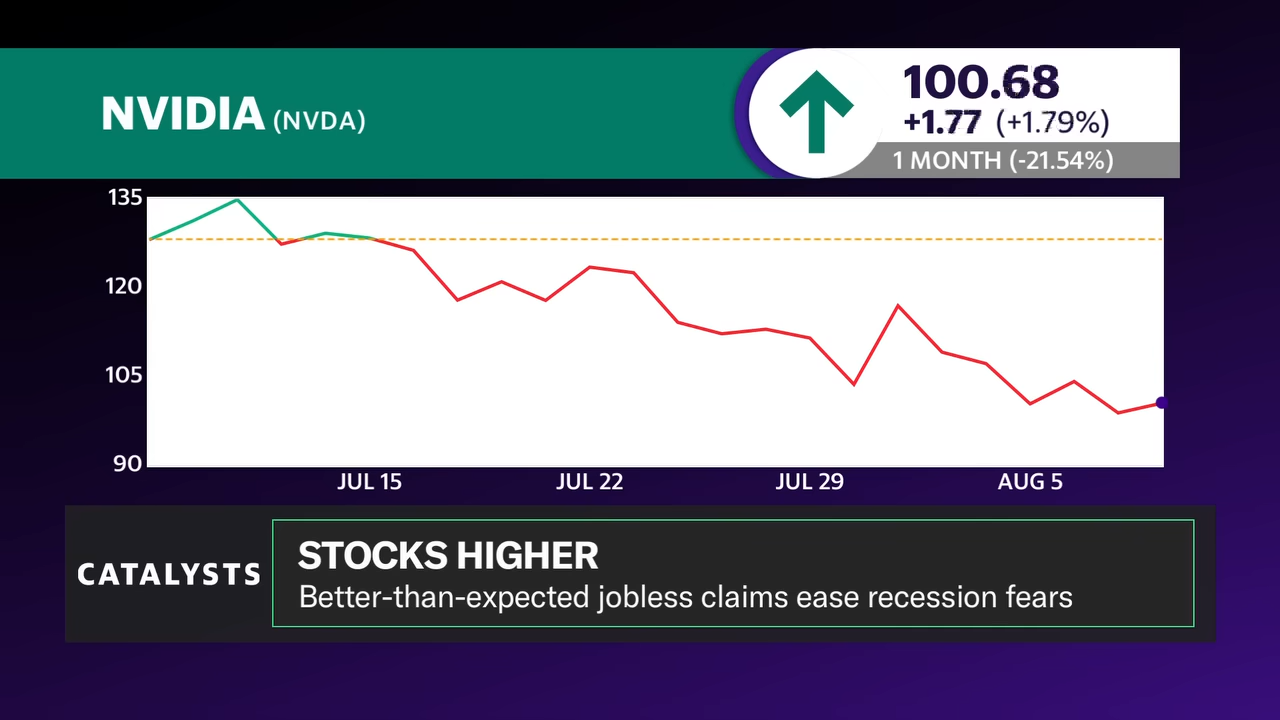 NVIDIA (NVDA)
100.68
+1.77 (+1.79%)
1 MONTH (-21.54%)
135
120
105
90
JUL 15 JUL 22 JUL 29 AUG 5
CATALYSTS
STOCKS HIGHER
Better-than-expected jobless claims ease recession fears